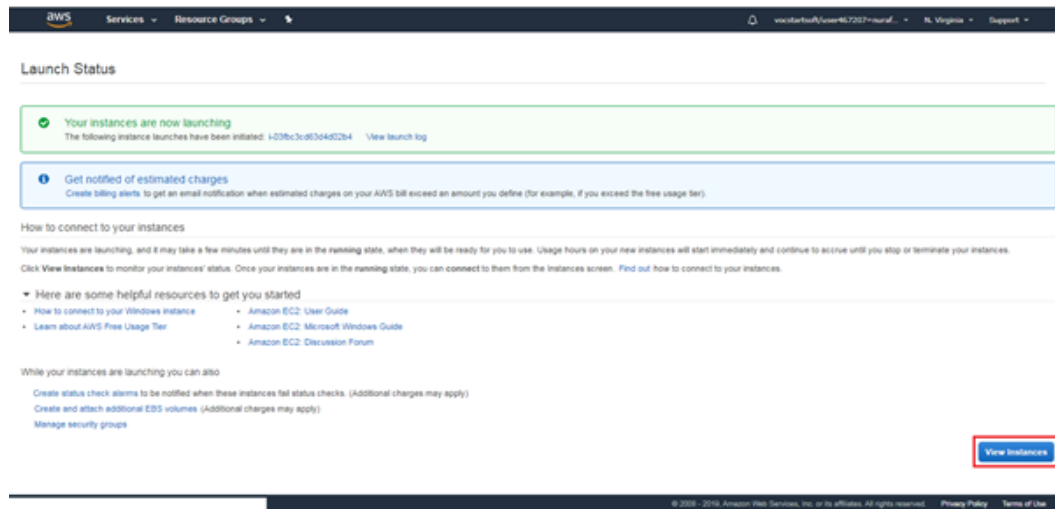 aws Services Resource Groups vocstartsoft/user467207=nuraf... N. Virginia Support
Launch Status
Your instances are now launching
The following instance launches have been initiated: i-03fbc3cd63d4d02b4 View launch log
Get notified of estimated charges
Create billing alerts to get an email notification when estimated charges on your AWS bill exceed an amount you define (for example, if you exceed the free usage tier).
How to connect to your instances
Your instances are launching, and it may take a few minutes until they are in the running state, when they will be ready for you to use. Usage hours on your new instances will start immediately and continue to accrue until you stop or terminate your instances.
Click View Instances to monitor your instances' status. Once your instances are in the running state, you can connect to them from the Instances screen. Find out how to connect to your instances.
Here are some helpful resources to get you started
• How to connect to your Windows instance • Amazon EC2: User Guide
• Learn about AWS Free Usage Tier • Amazon EC2: Microsoft Windows Guide
• Amazon EC2: Discussion Forum
While your instances are launching you can also
Create status check alarms to be notified when these instances fail status checks. (Additional charges may apply)
Create and attach additional EBS volumes (Additional charges may apply)
Manage security groups
View Instances
© 2008 - 2019, Amazon Web Services, Inc. or its affiliates. All rights reserved. Privacy Policy Terms of Use